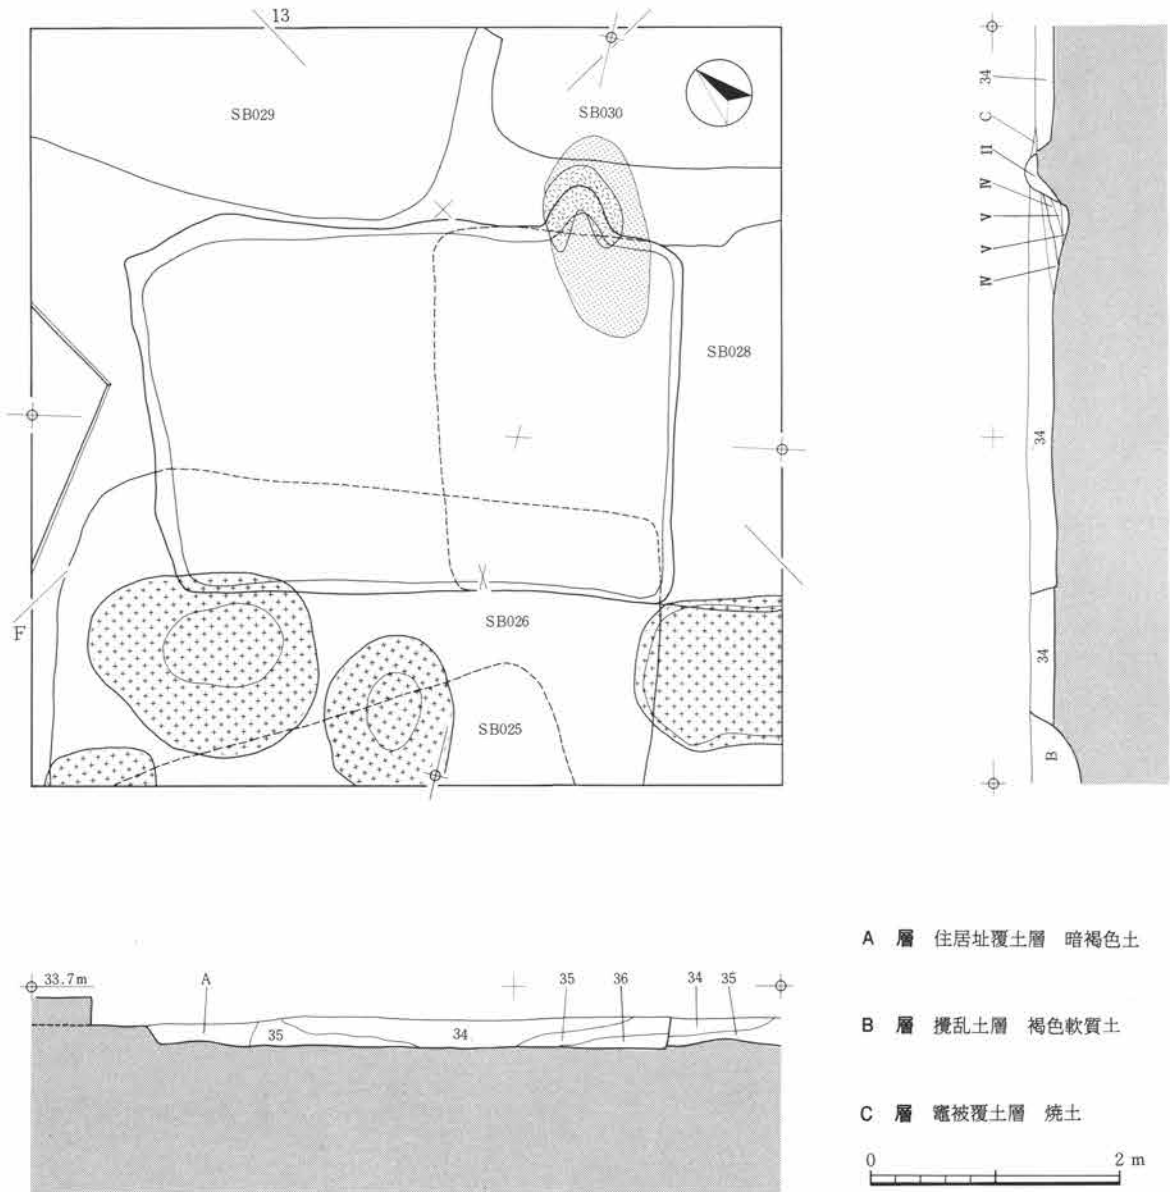 13
SB029
SB030
SB028
F
SB026
SB025
34
C
II
IV
V
V
IV
34
34
B
33.7m
A
35
36
34
35
35
34
A 層 住居址覆土層 暗褐色土
B 層 攪乱土層 褐色軟質土
C 層 竈被覆土層 焼土
0
2 m